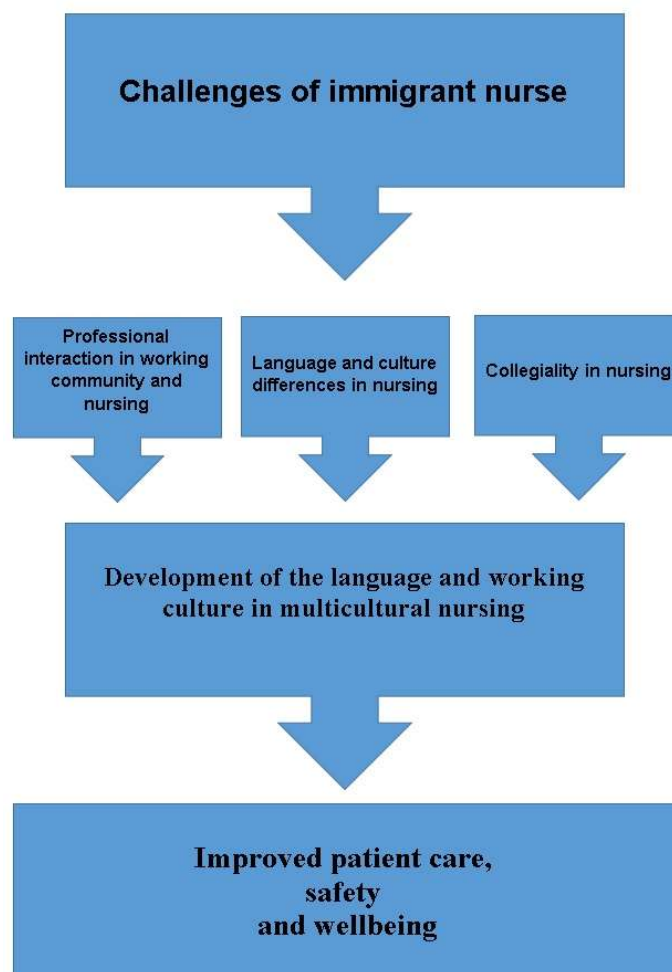 Challenges of immigrant nurse
Professional
interaction in working
community and
nursing
Language and culture
differences in nursing
Collegiality in nursing
Development of the language and working
culture in multicultural nursing
Improved patient care,
safety
and wellbeing